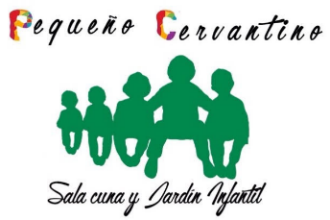 Pequeño Cervantino
Sala cuna y Jardín Infantil